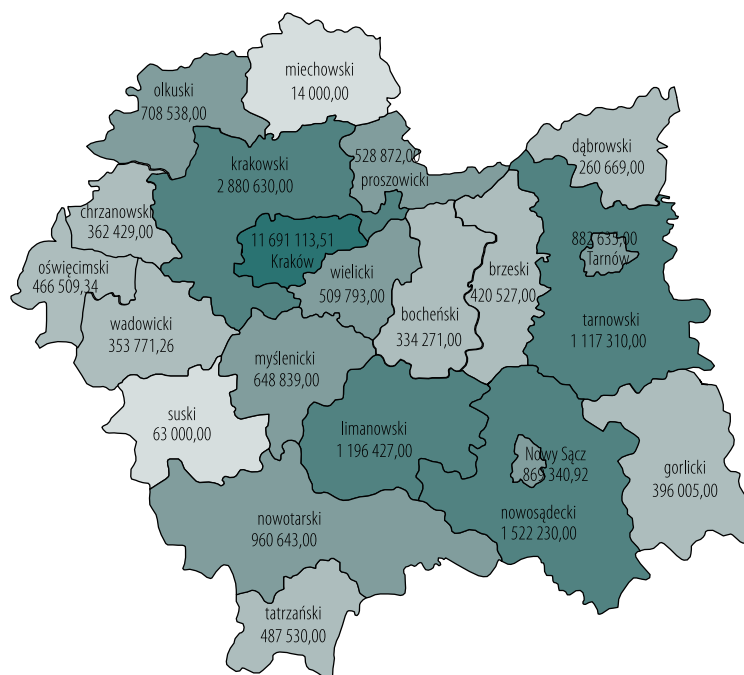 miechowski
14 000,00
olkuski
708 538,00
528 872,00
proszowicki
dąbrowski
260 669,00
krakowski
2 880 630,00
chrzanowski
362 429,00
11 691 113,51
Kraków
882 635,00
Tarnów
oświęcimski
466 509,34
wielicki
509 793,00
brzeski
420 527,00
wadowicki
353 771,26
bocheński
334 271,00
tarnowski
1 117 310,00
myślenicki
648 839,00
suski
63 000,00
limanowski
1 196 427,00
Nowy Sącz
869 340,92
gorlicki
396 005,00
nowotarski
960 643,00
nowosądecki
1 522 230,00
tatrzański
487 530,00